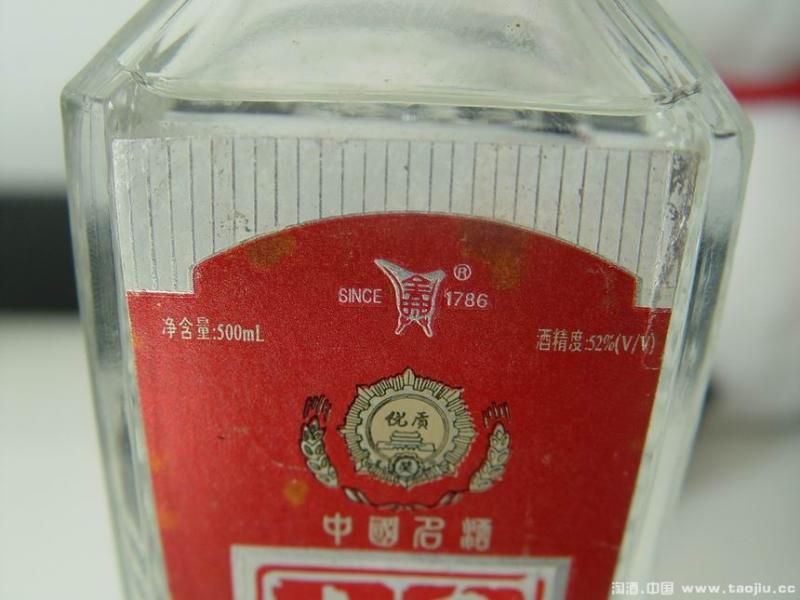 SINCE 1786 ®
净含量:500mL 酒精度:52%(V/V)
优质
中國名酒
淘酒.中国 www.taojiu.cc